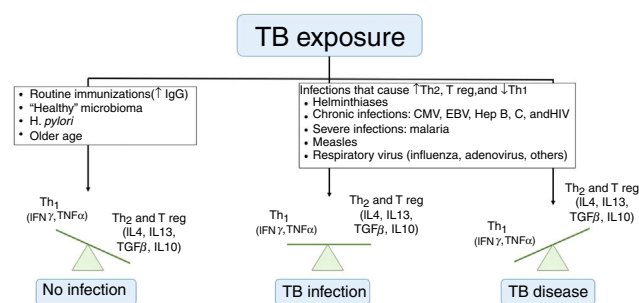 TB exposure
• Routine immunizations(↑ IgG)
• “Healthy” microbioma
• H. pylori
• Older age
Infections that cause ↑Th2, T reg,and ↓Th1
• Helminthiases
• Chronic infections: CMV, EBV, Hep B, C, andHIV
• Severe infections: malaria
• Measles
• Respiratory virus (influenza, adenovirus, others)
Th1
(IFNγ,TNFα)
Th2 and T reg
(IL4, IL13,
TGFβ, IL10)
No infection
Th1
(IFNγ,TNFα)
Th2 and T reg
(IL4, IL13,
TGFβ, IL10)
TB infection
Th1
(IFNγ,TNFα)
Th2 and T reg
(IL4, IL13,
TGFβ, IL10)
TB disease